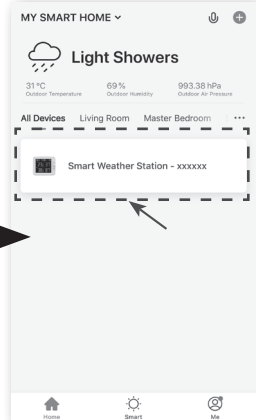 MY SMART HOME
Light Showers
31 °C 69 % 993.38 hPa
Outdoor Temperature Outdoor Humidity Outdoor Air Pressure
All Devices Living Room Master Bedroom
Smart Weather Station - xxxxxx
Home Smart Me